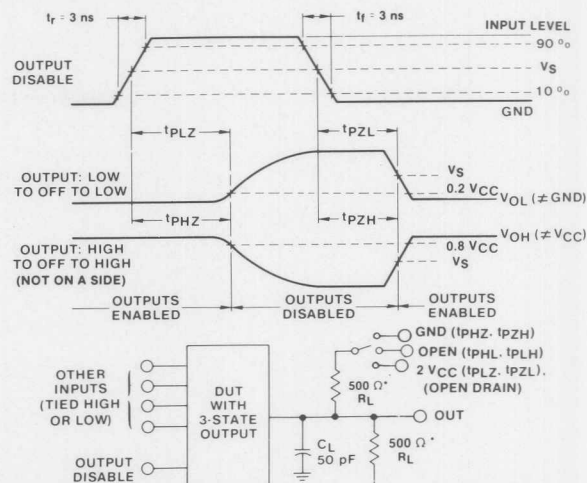 tr = 3 ns
tf = 3 ns
INPUT LEVEL
90 %
VS
10 %
GND
OUTPUT
DISABLE
tPLZ
tPZL
OUTPUT: LOW
TO OFF TO LOW
VS
0.2 VCC
VOL (≠GND)
tPHZ
tPZH
OUTPUT: HIGH
TO OFF TO HIGH
(NOT ON A SIDE)
VOH (≠VCC)
0.8 VCC
VS
OUTPUTS
ENABLED
OUTPUTS
DISABLED
OUTPUTS
ENABLED
OTHER
INPUTS
(TIED HIGH
OR LOW)
OUTPUT
DISABLE
DUT
WITH
3-STATE
OUTPUT
GND (tPHZ. tPZH)
OPEN (tPHL. tPLH)
2 VCC (tPLZ. tPZL).
(OPEN DRAIN)
500 Ω*
RL
OUT
CL
50 pF
500 Ω*
RL